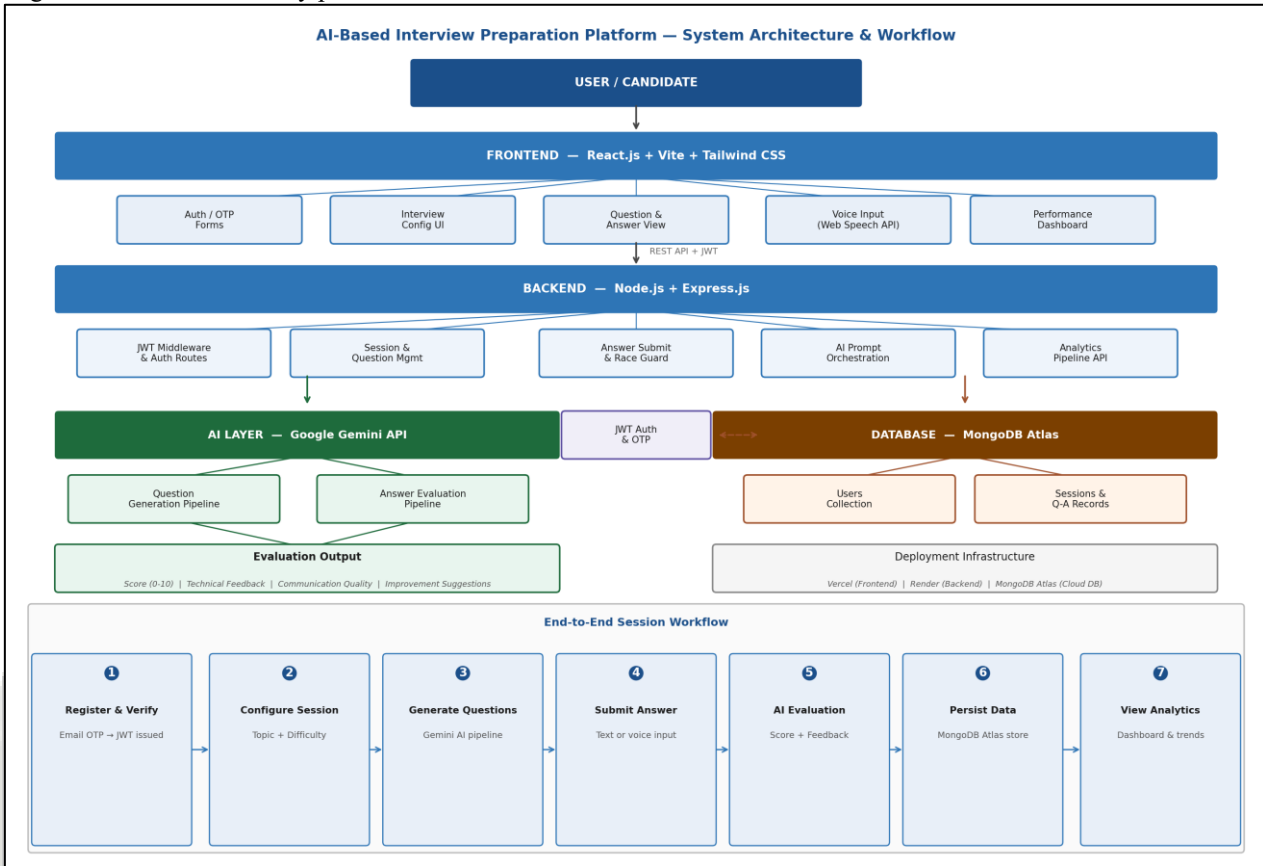 AI-Based Interview Preparation Platform — System Architecture & Workflow
USER / CANDIDATE
FRONTEND — React.js + Vite + Tailwind CSS
Auth / OTP
Forms
Interview
Config UI
Question &
Answer View
Voice Input
(Web Speech API)
Performance
Dashboard
REST API + JWT
BACKEND — Node.js + Express.js
JWT Middleware
& Auth Routes
Session &
Question Mgmt
Answer Submit
& Race Guard
AI Prompt
Orchestration
Analytics
Pipeline API
AI LAYER — Google Gemini API
JWT Auth
& OTP
DATABASE — MongoDB Atlas
Question
Generation Pipeline
Answer Evaluation
Pipeline
Users
Collection
Sessions &
Q-A Records
Evaluation Output
Score (0-10) | Technical Feedback | Communication Quality | Improvement Suggestions
Deployment Infrastructure
Vercel (Frontend) | Render (Backend) | MongoDB Atlas (Cloud DB)
End-to-End Session Workflow
1
Register & Verify
Email OTP → JWT issued
2
Configure Session
Topic + Difficulty
3
Generate Questions
Gemini AI pipeline
4
Submit Answer
Text or voice input
5
AI Evaluation
Score + Feedback
6
Persist Data
MongoDB Atlas store
7
View Analytics
Dashboard & trends